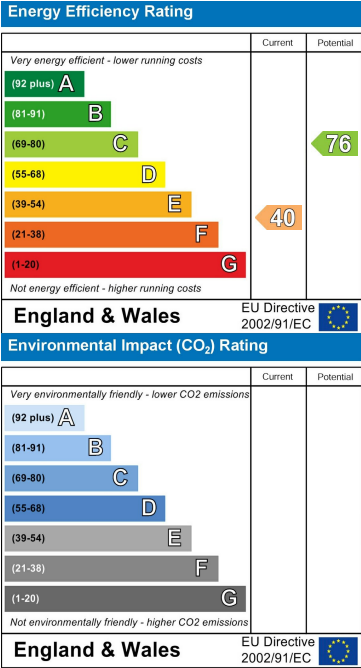 Energy Efficiency Rating
Current Potential
Very energy efficient - lower running costs
(92 plus) A
(81-91) B
(69-80) C
76
(55-68) D
(39-54) E
40
(21-38) F
(1-20) G
Not energy efficient - higher running costs
England & Wales
EU Directive
2002/91/EC
Environmental Impact (CO₂) Rating
Current Potential
Very environmentally friendly - lower CO2 emissions
(92 plus) A
(81-91) B
(69-80) C
(55-68) D
(39-54) E
(21-38) F
(1-20) G
Not environmentally friendly - higher CO2 emissions
England & Wales
EU Directive
2002/91/EC